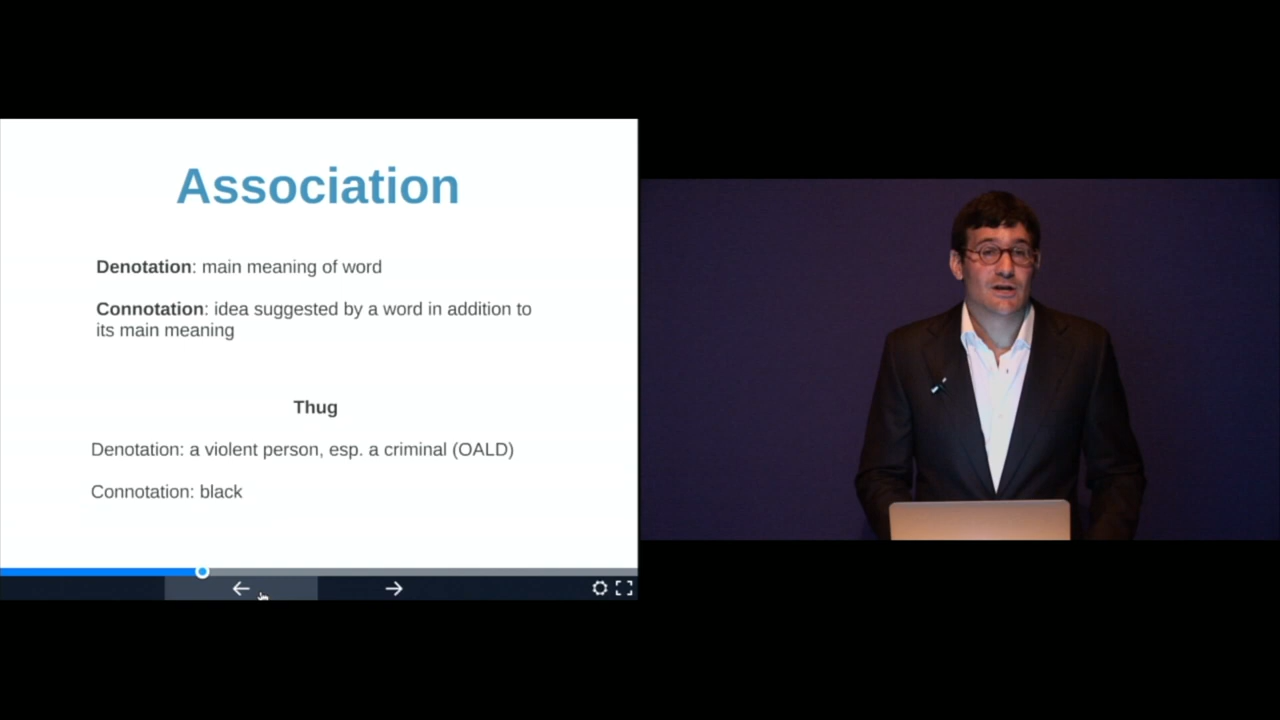 Association
Denotation: main meaning of word
Connotation: idea suggested by a word in addition to
its main meaning
Thug
Denotation: a violent person, esp. a criminal (OALD)
Connotation: black